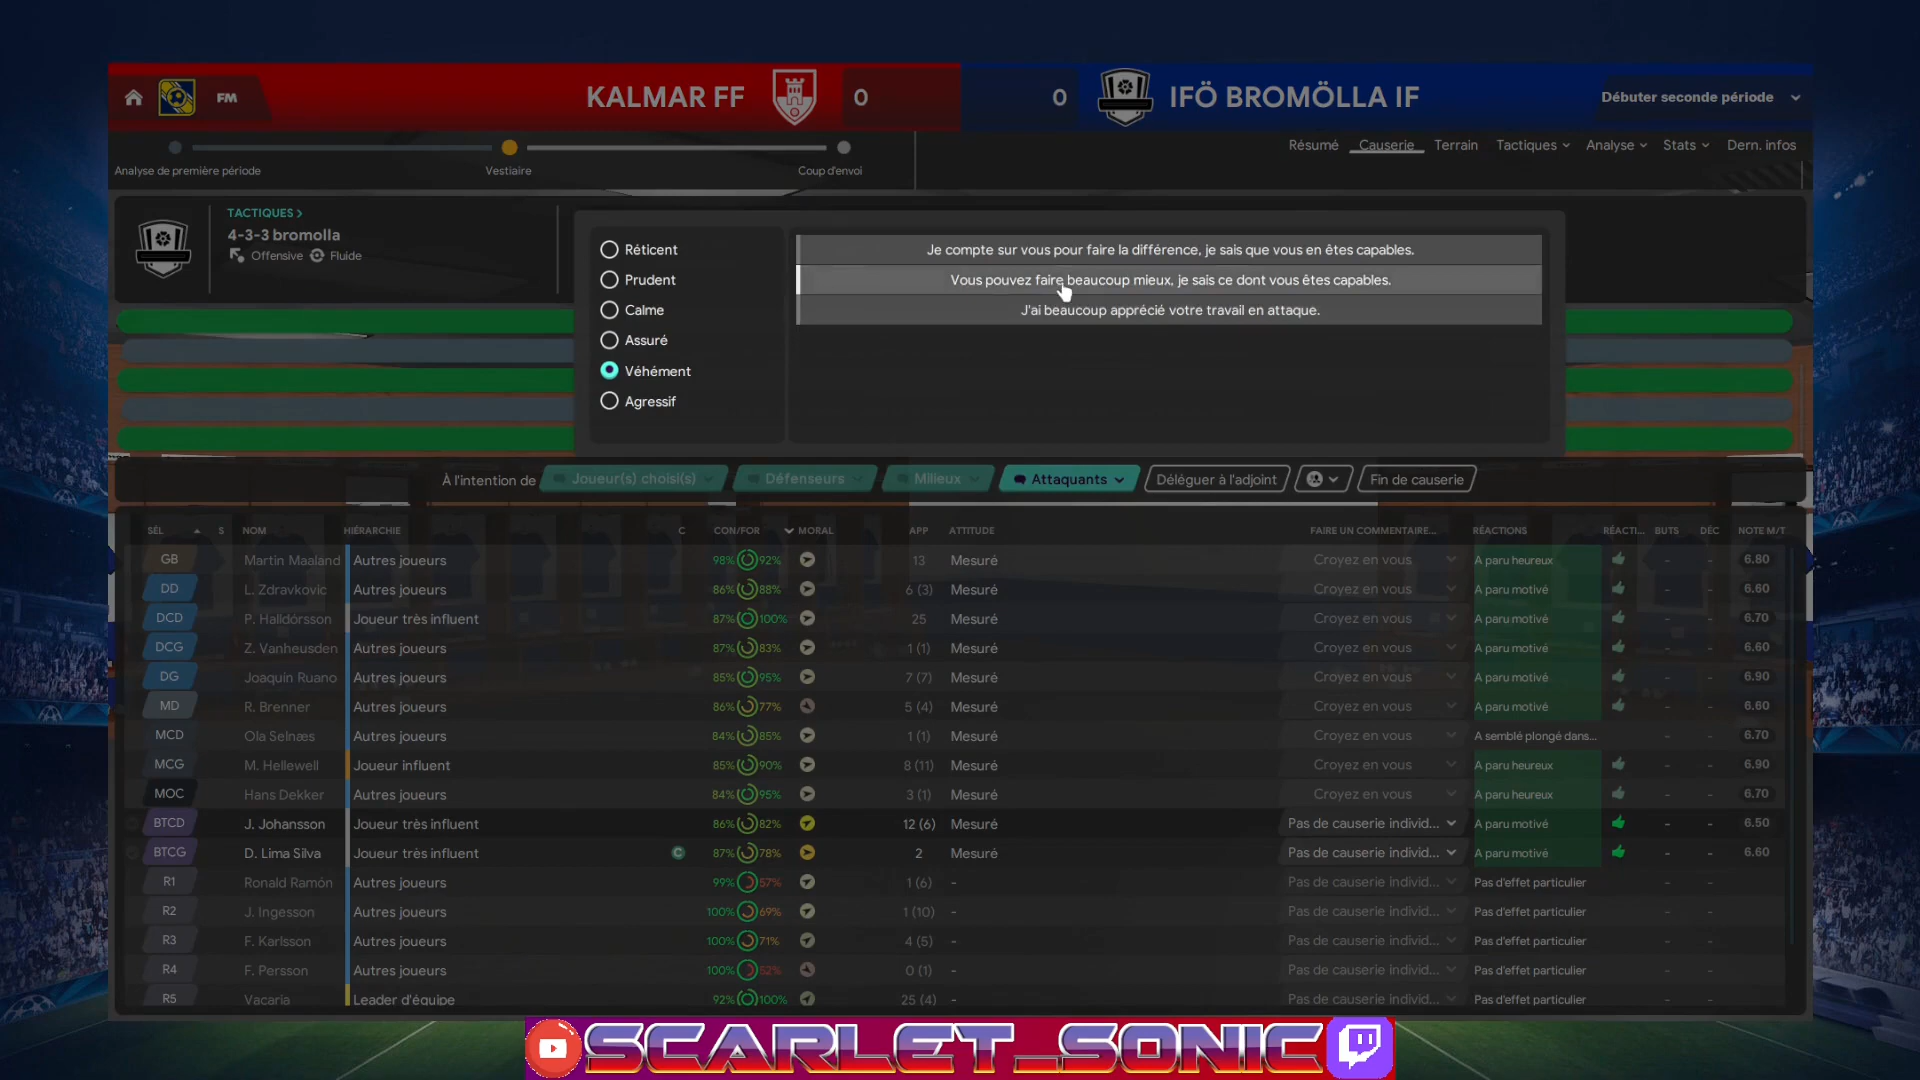 FM
KALMAR FF 0
0 IFÖ BROMÖLLA IF
Débuter seconde période
Analyse de première période
Vestiaire
Coup d'envoi
Résumé Causerie Terrain Tactiques Analyse Stats Dern. infos
TACTIQUES >
4-3-3 bromolla
Offensive Fluide
Réticent
Prudent
Calme
Assuré
Véhément
Agressif
Je compte sur vous pour faire la différence, je sais que vous en êtes capables.
Vous pouvez faire beaucoup mieux, je sais ce dont vous êtes capables.
J'ai beaucoup apprécié votre travail en attaque.
À l'intention de Joueur(s) choisi(s) Défenseurs Milieux Attaquants Déléguer à l'adjoint Fin de causerie
SÉL S NOM HIÉRARCHIE C CON/FOR MORAL APP ATTITUDE FAIRE UN COMMENTAIRE... RÉACTIONS RÉACTI... BUTS DÉC NOTE M/T
GB Martin Maaland Autres joueurs 98% 92% 13 Mesuré Croyez en vous A paru heureux - - 6.80
DD L. Zdravkovic Autres joueurs 86% 88% 6 (3) Mesuré Croyez en vous A paru motivé - - 6.60
DCD P. Halldórsson Joueur très influent 87% 100% 25 Mesuré Croyez en vous A paru motivé - - 6.70
DCG Z. Vanheusden Autres joueurs 87% 83% 1 (1) Mesuré Croyez en vous A paru motivé - - 6.60
DG Joaquin Ruano Autres joueurs 85% 95% 7 (7) Mesuré Croyez en vous A paru motivé - - 6.90
MD R. Brenner Autres joueurs 86% 77% 5 (4) Mesuré Croyez en vous A paru motivé - - 6.60
MCD Ola Selnæs Autres joueurs 84% 85% 1 (1) Mesuré Croyez en vous A semblé plongé dans... - - 6.70
MCG M. Hellewell Joueur influent 85% 90% 8 (11) Mesuré Croyez en vous A paru heureux - - 6.90
MOC Hans Dekker Autres joueurs 84% 95% 3 (1) Mesuré Croyez en vous A paru heureux - - 6.70
BTCD J. Johansson Joueur très influent 86% 82% 12 (6) Mesuré Pas de causerie individ... A paru motivé - - 6.50
BTCG D. Lima Silva Joueur très influent C 87% 78% 2 Mesuré Pas de causerie individ... A paru motivé - - 6.60
R1 Ronald Ramón Autres joueurs 99% 57% 1 (6) - Pas de causerie individ... Pas d'effet particulier - -
R2 J. Ingesson Autres joueurs 100% 69% 1 (10) - Pas de causerie individ... Pas d'effet particulier - -
R3 F. Karlsson Autres joueurs 100% 71% 4 (5) - Pas de causerie individ... Pas d'effet particulier - -
R4 F. Persson Autres joueurs 100% 52% 0 (1) - Pas de causerie individ... Pas d'effet particulier - -
R5 Vacaria Leader d'équipe 92% 100% 25 (4) - Pas de causerie individ... Pas d'effet particulier - -
SCARLET_SONIC